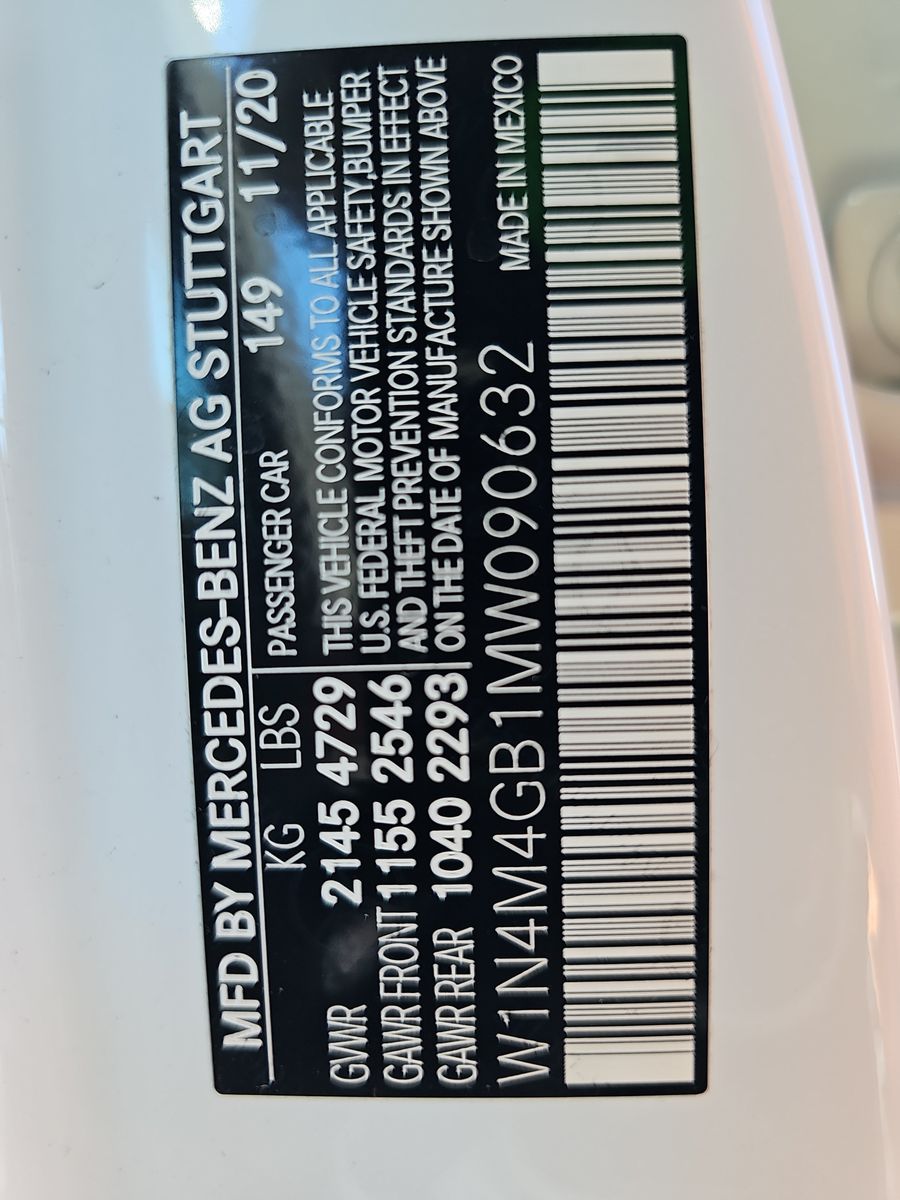 MFD BY MERCEDES-BENZ AG STUTTGART
KG LBS PASSENGER CAR 149 11/20
GVWR 2145 4729 THIS VEHICLE CONFORMS TO ALL APPLICABLE
U.S. FEDERAL MOTOR VEHICLE SAFETY,BUMPER
GAWR FRONT 1155 2546 AND THEFT PREVENTION STANDARDS IN EFFECT
GAWR REAR 1040 2293 ON THE DATE OF MANUFACTURE SHOWN ABOVE
W1N4M4GB1MW090632 MADE IN MEXICO